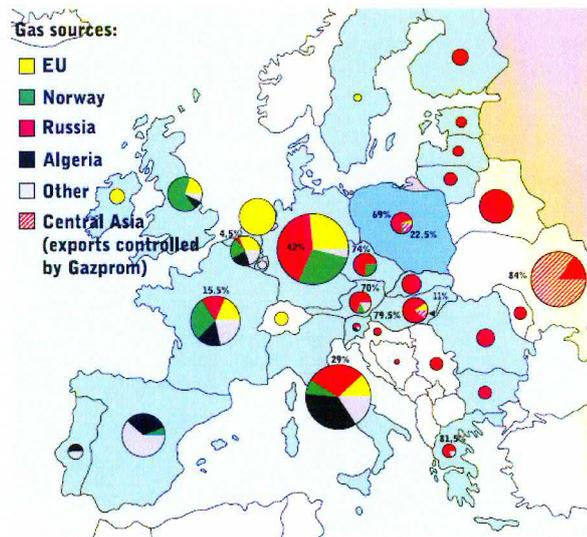 Gas sources:
EU
Norway
Russia
Algeria
Other
Central Asia
(exports controlled
by Gazprom)
69%
22.5%
4.5%
42%
74%
84%
70%
11%
15.5%
79.5%
29%
81,5%